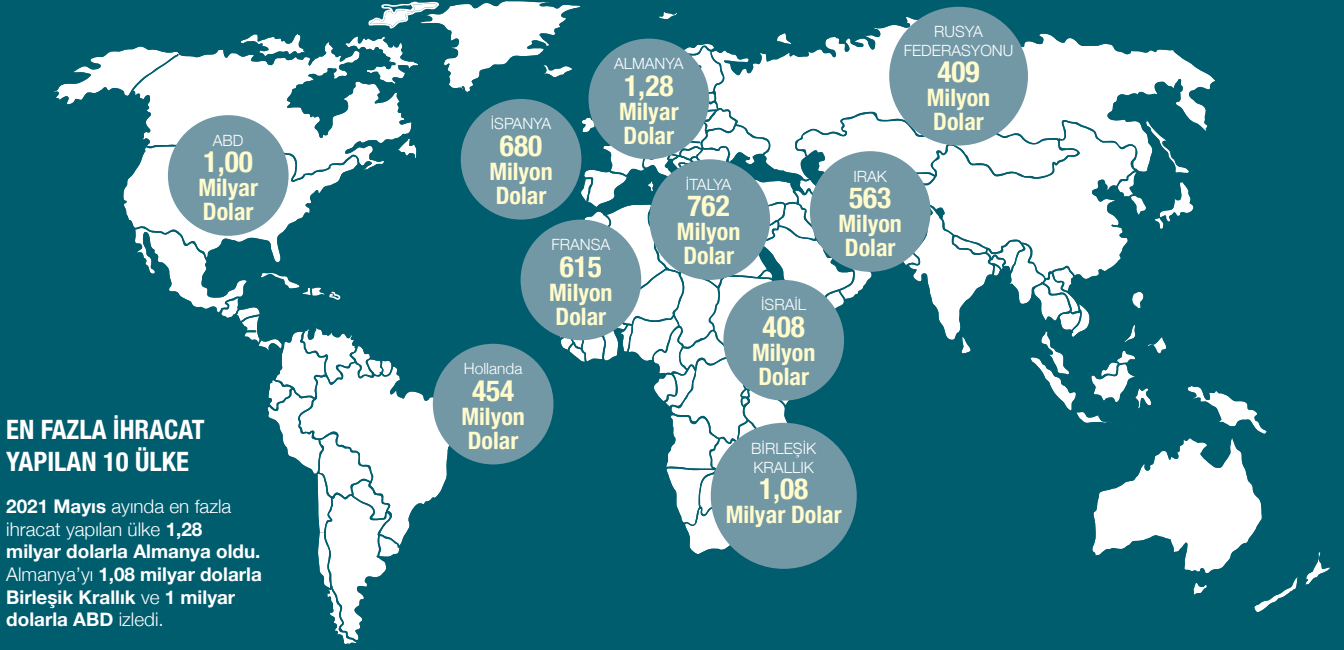 RUSYA
FEDERASYONU
409
Milyon
Dolar
ALMANYA
1,28
Milyar
Dolar
İSPANYA
680
Milyon
Dolar
ABD
1,00
Milyar
Dolar
İTALYA
762
Milyon
Dolar
IRAK
563
Milyon
Dolar
FRANSA
615
Milyon
Dolar
İSRAİL
408
Milyon
Dolar
Hollanda
454
Milyon
Dolar
BİRLEŞİK
KRALLIK
1,08
Milyar Dolar
EN FAZLA İHRACAT
YAPILAN 10 ÜLKE
2021 Mayıs ayında en fazla
ihracat yapılan ülke 1,28
milyar dolarla Almanya oldu.
Almanya’yı 1,08 milyar dolarla
Birleşik Krallık ve 1 milyar
dolarla ABD izledi.